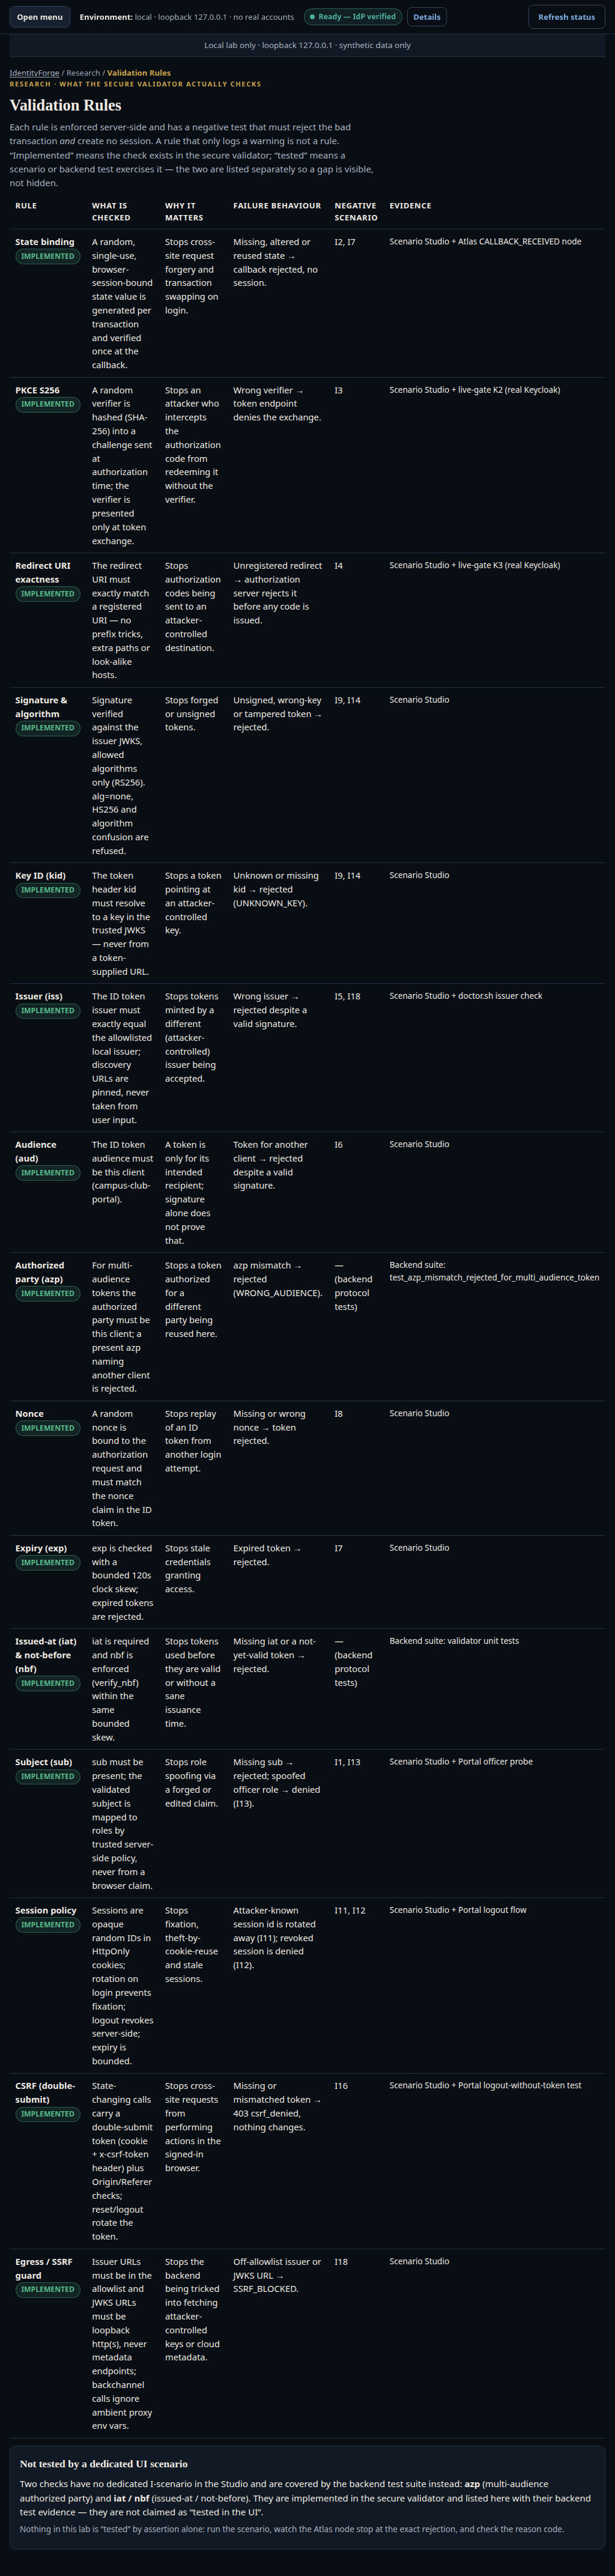 Open menu
Environment: local · loopback 127.0.0.1 · no real accounts
Ready — IdP verified
Details
Refresh status
Local lab only · loopback 127.0.0.1 · synthetic data only
IdentityForge / Research / Validation Rules
RESEARCH · WHAT THE SECURE VALIDATOR ACTUALLY CHECKS
Validation Rules
Each rule is enforced server-side and has a negative test that must reject the bad
transaction and create no session. A rule that only logs a warning is not a rule.
“Implemented” means the check exists in the secure validator; “tested” means a
scenario or backend test exercises it — the two are listed separately so a gap is visible,
not hidden.
RULE
WHAT IS
CHECKED
WHY IT
MATTERS
FAILURE BEHAVIOUR
NEGATIVE
SCENARIO
EVIDENCE
State binding
IMPLEMENTED
A random,
single-use,
browser-
session-bound
state value is
generated per
transaction
and verified
once at the
callback.
Stops cross-
site request
forgery and
transaction
swapping on
login.
Missing, altered or
reused state →
callback rejected, no
session.
I2, I7
Scenario Studio + Atlas CALLBACK_RECEIVED node
PKCE S256
IMPLEMENTED
A random
verifier is
hashed (SHA-
256) into a
challenge sent
at
authorization
time; the
verifier is
presented
only at token
exchange.
Stops an
attacker who
intercepts
the
authorization
code from
redeeming it
without the
verifier.
Wrong verifier →
token endpoint
denies the exchange.
I3
Scenario Studio + live-gate K2 (real Keycloak)
Redirect URI
exactness
IMPLEMENTED
The redirect
URI must
exactly match
a registered
URI — no
prefix tricks,
extra paths or
look-alike
hosts.
Stops
authorization
codes being
sent to an
attacker-
controlled
destination.
Unregistered redirect
→ authorization
server rejects it
before any code is
issued.
I4
Scenario Studio + live-gate K3 (real Keycloak)
Signature &
algorithm
IMPLEMENTED
Signature
verified
against the
issuer JWKS,
allowed
algorithms
only (RS256).
alg=none,
HS256 and
algorithm
confusion are
refused.
Stops forged
or unsigned
tokens.
Unsigned, wrong-key
or tampered token →
rejected.
I9, I14
Scenario Studio
Key ID (kid)
IMPLEMENTED
The token
header kid
must resolve
to a key in the
trusted JWKS
— never from
a token-
supplied URL.
Stops a token
pointing at
an attacker-
controlled
key.
Unknown or missing
kid → rejected
(UNKNOWN_KEY).
I9, I14
Scenario Studio
Issuer (iss)
IMPLEMENTED
The ID token
issuer must
exactly equal
the allowlisted
local issuer;
discovery
URLs are
pinned, never
taken from
user input.
Stops tokens
minted by a
different
(attacker-
controlled)
issuer being
accepted.
Wrong issuer →
rejected despite a
valid signature.
I5, I18
Scenario Studio + doctor.sh issuer check
Audience
(aud)
IMPLEMENTED
The ID token
audience must
be this client
(campus-club-
portal).
A token is
only for its
intended
recipient;
signature
alone does
not prove
that.
Token for another
client → rejected
despite a valid
signature.
I6
Scenario Studio
Authorized
party (azp)
IMPLEMENTED
For multi-
audience
tokens the
authorized
party must be
this client; a
present azp
naming
another client
is rejected.
Stops a token
authorized
for a
different
party being
reused here.
azp mismatch →
rejected
(WRONG_AUDIENCE).
—
(backend
protocol
tests)
Backend suite:
test_azp_mismatch_rejected_for_multi_audience_token
Nonce
IMPLEMENTED
A random
nonce is
bound to the
authorization
request and
must match
the nonce
claim in the ID
token.
Stops replay
of an ID
token from
another login
attempt.
Missing or wrong
nonce → token
rejected.
I8
Scenario Studio
Expiry (exp)
IMPLEMENTED
exp is checked
with a
bounded 120s
clock skew;
expired tokens
are rejected.
Stops stale
credentials
granting
access.
Expired token →
rejected.
I7
Scenario Studio
Issued-at (iat)
& not-before
(nbf)
IMPLEMENTED
iat is required
and nbf is
enforced
(verify_nbf)
within the
same
bounded
skew.
Stops tokens
used before
they are valid
or without a
sane
issuance
time.
Missing iat or a not-
yet-valid token →
rejected.
—
(backend
protocol
tests)
Backend suite: validator unit tests
Subject (sub)
IMPLEMENTED
sub must be
present; the
validated
subject is
mapped to
roles by
trusted server-
side policy,
never from a
browser claim.
Stops role
spoofing via
a forged or
edited claim.
Missing sub →
rejected; spoofed
officer role → denied
(I13).
I1, I13
Scenario Studio + Portal officer probe
Session policy
IMPLEMENTED
Sessions are
opaque
random IDs in
HttpOnly
cookies;
rotation on
login prevents
fixation;
logout revokes
server-side;
expiry is
bounded.
Stops
fixation,
theft-by-
cookie-reuse
and stale
sessions.
Attacker-known
session id is rotated
away (I11); revoked
session is denied
(I12).
I11, I12
Scenario Studio + Portal logout flow
CSRF (double-
submit)
IMPLEMENTED
State-
changing calls
carry a
double-submit
token (cookie
+ x-csrf-token
header) plus
Origin/Referer
checks;
reset/logout
rotate the
token.
Stops cross-
site requests
from
performing
actions in the
signed-in
browser.
Missing or
mismatched token →
403 csrf_denied,
nothing changes.
I16
Scenario Studio + Portal logout-without-token test
Egress / SSRF
guard
IMPLEMENTED
Issuer URLs
must be in the
allowlist and
JWKS URLs
must be
loopback
http(s), never
metadata
endpoints;
backchannel
calls ignore
ambient proxy
env vars.
Stops the
backend
being tricked
into fetching
attacker-
controlled
keys or cloud
metadata.
Off-allowlist issuer or
JWKS URL →
SSRF_BLOCKED.
I18
Scenario Studio
Not tested by a dedicated UI scenario
Two checks have no dedicated I-scenario in the Studio and are covered by the backend test suite instead: azp (multi-audience
authorized party) and iat / nbf (issued-at / not-before). They are implemented in the secure validator and listed here with their backend
test evidence — they are not claimed as “tested in the UI”.
Nothing in this lab is “tested” by assertion alone: run the scenario, watch the Atlas node stop at the exact rejection, and check the reason code.